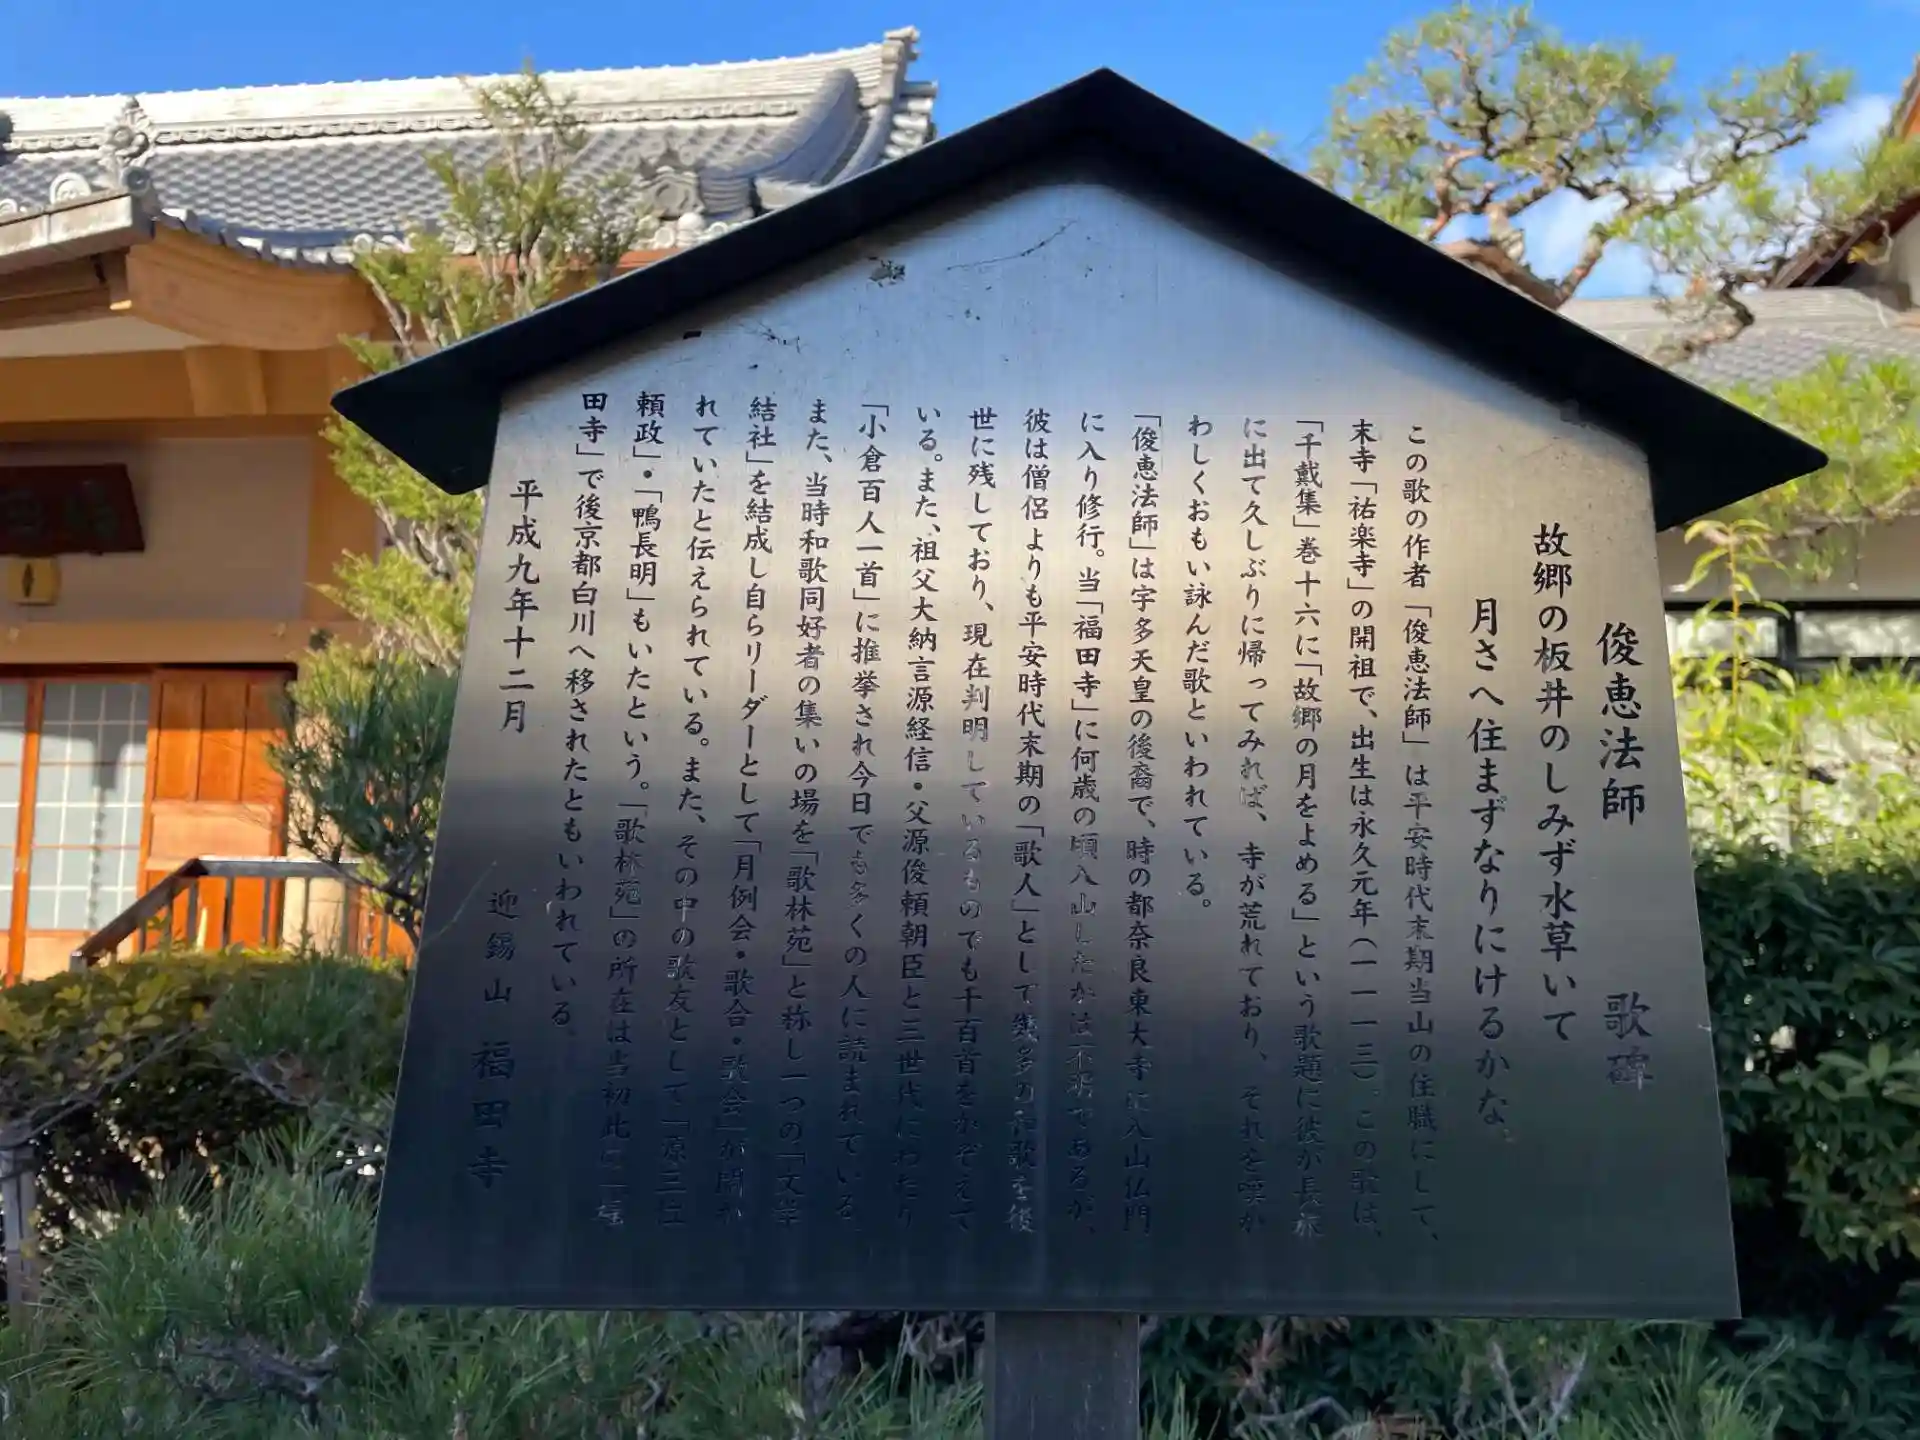 俊恵法師 歌碑
故郷の板井のしみず水草いて
月さへ住まずなりにけるかな。
この歌の作者「俊恵法師」は平安時代末期当山の住職にして、
末寺「祐楽寺」の開祖で、出生は永久元年(一一一三)。この歌は、
「千戴集」巻十六に「故郷の月をよめる」という歌題に彼が長旅
に出て久しぶりに帰ってみれば、寺が荒れており、それを嘆か
わしくおもい詠んだ歌といわれている。
「俊恵法師」は宇多天皇の後裔で、時の都奈良東大寺に入山仏門
に入り修行。当「福田寺」に何歳の頃入山したかは不明であるが、
彼は僧侶よりも平安時代末期の「歌人」として幾多の和歌を後
世に残しており、現在判明しているものでも千百首をかぞえて
いる。また、祖父大納言源経信・父源俊頼朝臣と三世代にわたり
「小倉百人一首」に推挙され今日でも多くの人に読まれている。
また、当時和歌同好者の集いの場を「歌林苑」と称し一つの「文学
結社」を結成し自らリーダーとして「月例会・歌合・歌会」が開か
れていたと伝えられている。また、その中の歌友として「源三位
頼政」・「鴨長明」もいたという。「歌林苑」の所在は当初此に「福
田寺」で後京都白川へ移されたともいわれている。
平成九年十二月
迎錫山 福田寺